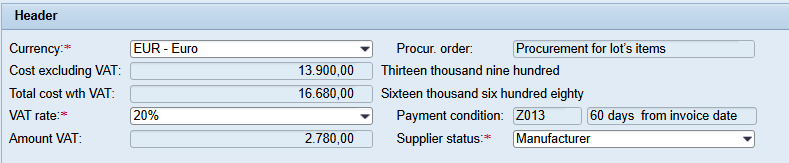 Header
Currency:* EUR - Euro Procur. order: Procurement for lot's items
Cost excluding VAT: 13.900,00 Thirteen thousand nine hundred
Total cost wth VAT: 16.680,00 Sixteen thousand six hundred eighty
VAT rate:* 20% Payment condition: Z013 60 days from invoice date
Amount VAT: 2.780,00 Supplier status:* Manufacturer